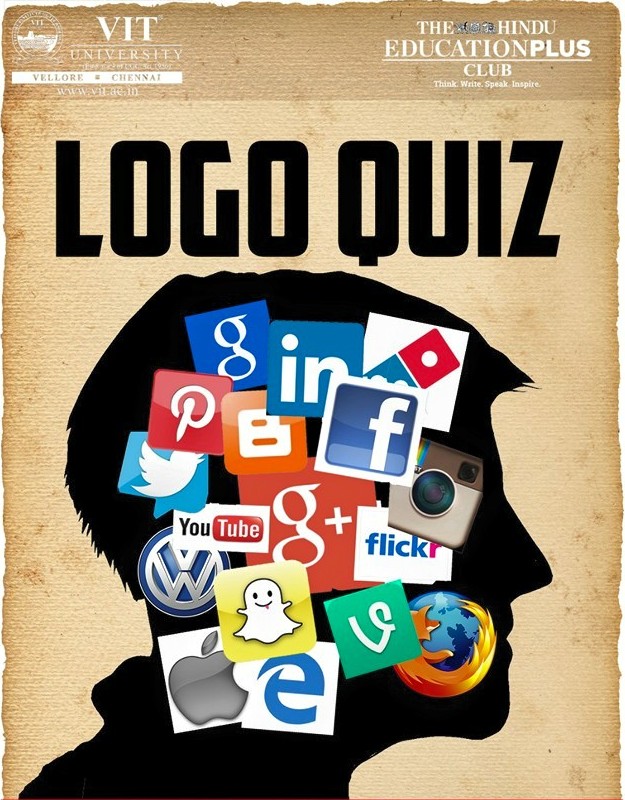 VIT
VIT
UNIVERSITY
VELLORE CHENNAI
www.vit.ac.in
THE HINDU
EDUCATIONPLUS
CLUB
Think. Write. Speak. Inspire.
LOGO QUIZ
g
in
f
g+
You Tube
flickr